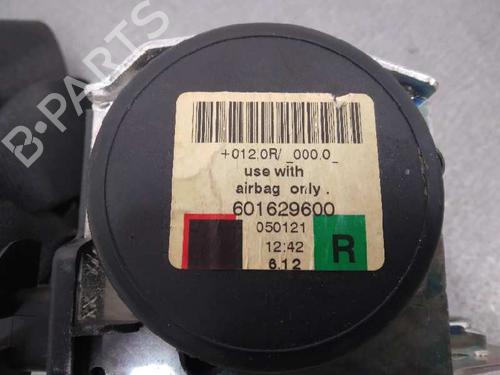 B-PARTS
+012.0R/ _000.0_
use with
airbag only .
601629600
050121
12:42
6.12
R